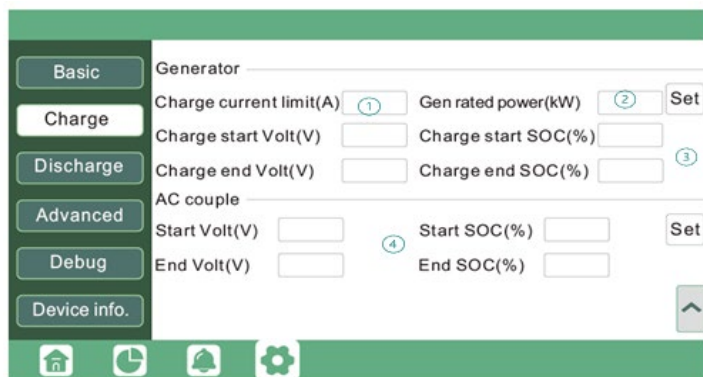 Basic
Charge
Discharge
Advanced
Debug
Device info.
Generator
Charge current limit(A) ① Gen rated power(kW) ② Set
Charge start Volt(V) Charge start SOC(%)
③
Charge end Volt(V) Charge end SOC(%)
AC couple
Start Volt(V) Start SOC(%) Set
④
End Volt(V) End SOC(%)